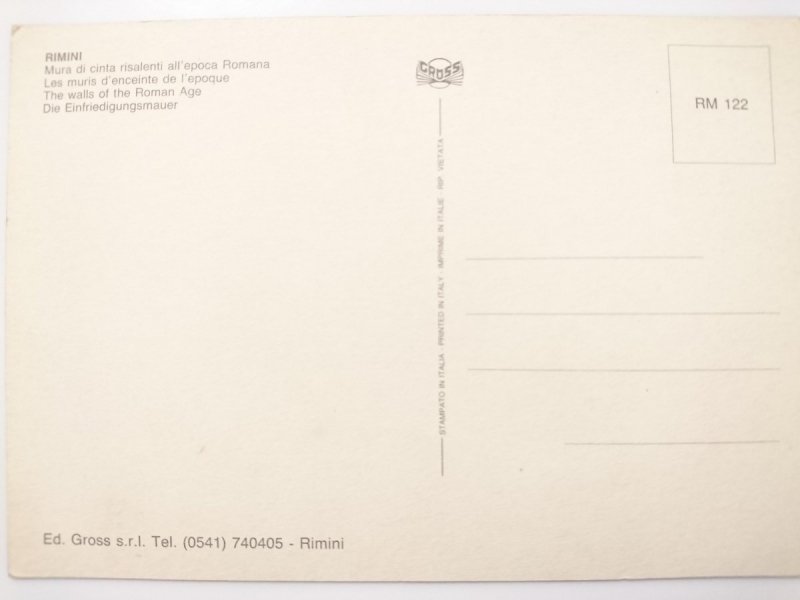 RIMINI
Mura di cinta risalenti all'epoca Romana
Les muris d'enceinte de l'epoque
The walls of the Roman Age
Die Einfriedigungsmauer
GROSS
RM 122
STAMPATO IN ITALIA - PRINTED IN ITALY - IMPRIME IN ITALIE - RIP. VIETATA
Ed. Gross s.r.l. Tel. (0541) 740405 - Rimini